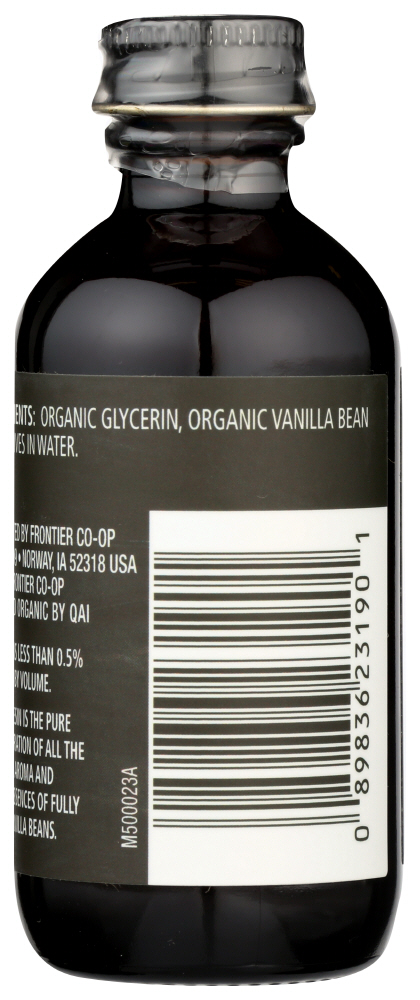 ENTS: ORGANIC GLYCERIN, ORGANIC VANILLA BEAN
VES IN WATER.
ED BY FRONTIER CO-OP
9 • NORWAY, IA 52318 USA
ONTIER CO-OP
ORGANIC BY QAI
S LESS THAN 0.5%
BY VOLUME.
IS THE PURE
ATION OF ALL THE
AROMA AND
SENCES OF FULLY
NILLA BEANS.
M500023A
0 89836 23190 1